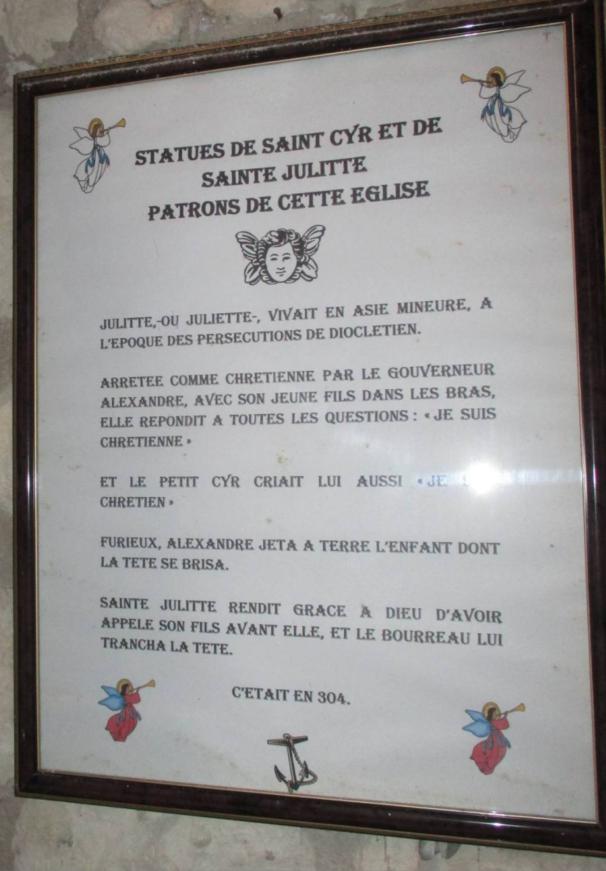 STATUES DE SAINT CYR ET DE
SAINTE JULITTE
PATRONS DE CETTE EGLISE
JULITTE,-OU JULIETTE-, VIVAIT EN ASIE MINEURE, A
L'EPOQUE DES PERSECUTIONS DE DIOCLETIEN.
ARRETEE COMME CHRETIENNE PAR LE GOUVERNEUR
ALEXANDRE, AVEC SON JEUNE FILS DANS LES BRAS,
ELLE REPONDIT A TOUTES LES QUESTIONS : « JE SUIS
CHRETIENNE »
ET LE PETIT CYR CRIAIT LUI AUSSI « JE
CHRETIEN »
FURIEUX, ALEXANDRE JETA A TERRE L'ENFANT DONT
LA TETE SE BRISA.
SAINTE JULITTE RENDIT GRACE A DIEU D'AVOIR
APPELE SON FILS AVANT ELLE, ET LE BOURREAU LUI
TRANCHA LA TETE.
C'ETAIT EN 304.